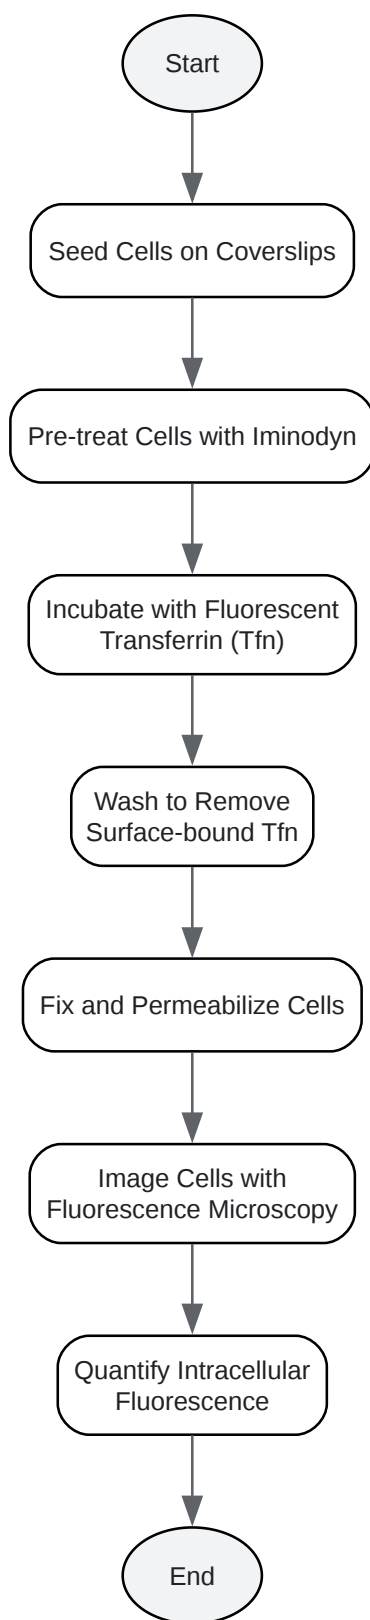 Start
Seed Cells on Coverslips
Pre-treat Cells with Iminodyn
Incubate with Fluorescent
Transferrin (Tfn)
Wash to Remove
Surface-bound Tfn
Fix and Permeabilize Cells
Image Cells with
Fluorescence Microscopy
Quantify Intracellular
Fluorescence
End